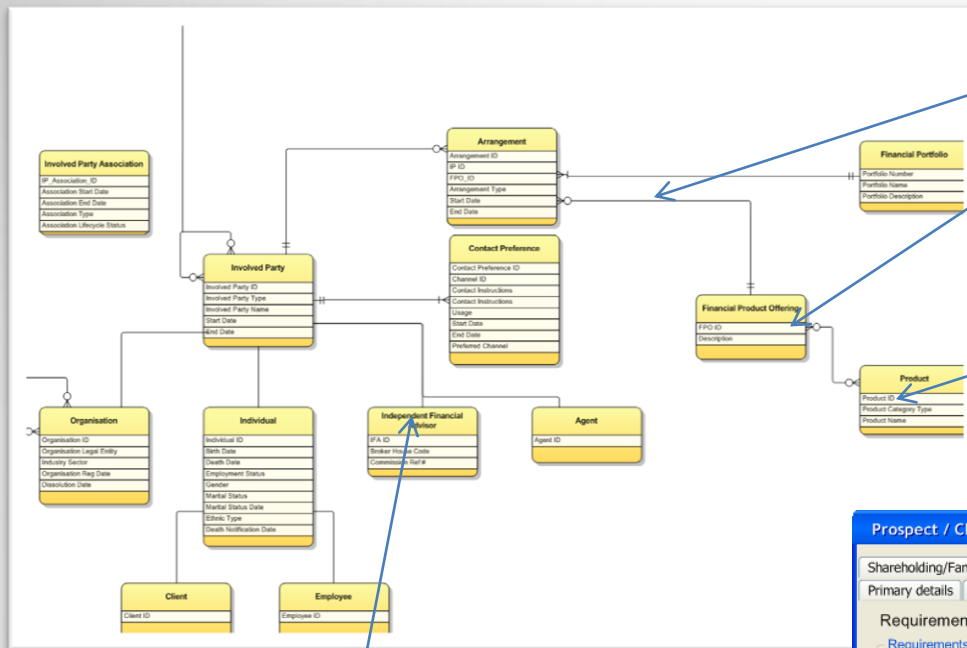 Involved Party Association
IP_Association_ID
Association Start Date
Association End Date
Association Type
Association Lifecycle Status
Arrangement
Arrangement ID
IP ID
FPO_ID
Arrangement Type
Start Date
End Date
Financial Portfolio
Portfolio Number
Portfolio Name
Portfolio Description
Involved Party
Involved Party ID
Involved Party Type
Involved Party Name
Start Date
End Date
Contact Preference
Contact Preference ID
Channel ID
Contact Instructions
Contact Instructions
Usage
Start Date
End Date
Preferred Channel
Financial Product Offering
FPO ID
Description
Product
Product ID
Product Category Type
Product Name
Organisation
Organisation ID
Organisation Legal Entity
Industry Sector
Organisation Reg Date
Dissolution Date
Individual
Individual ID
Birth Date
Death Date
Employment Status
Gender
Marital Status
Marital Status Date
Ethnic Type
Death Notification Date
Independent Financial
Advisor
IFA ID
Broker House Code
Commission Ref#
Agent
Agent ID
Client
Client ID
Employee
Employee ID
Prospect / Cl
Shareholding/Fam
Primary details
Requiremen
Requirements